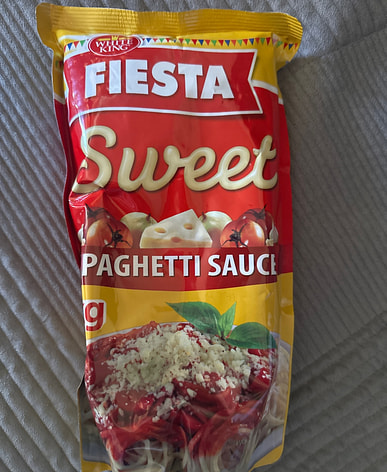 WHITE
KING
FIESTA
Sweet
PAGHETTI SAUCE
g